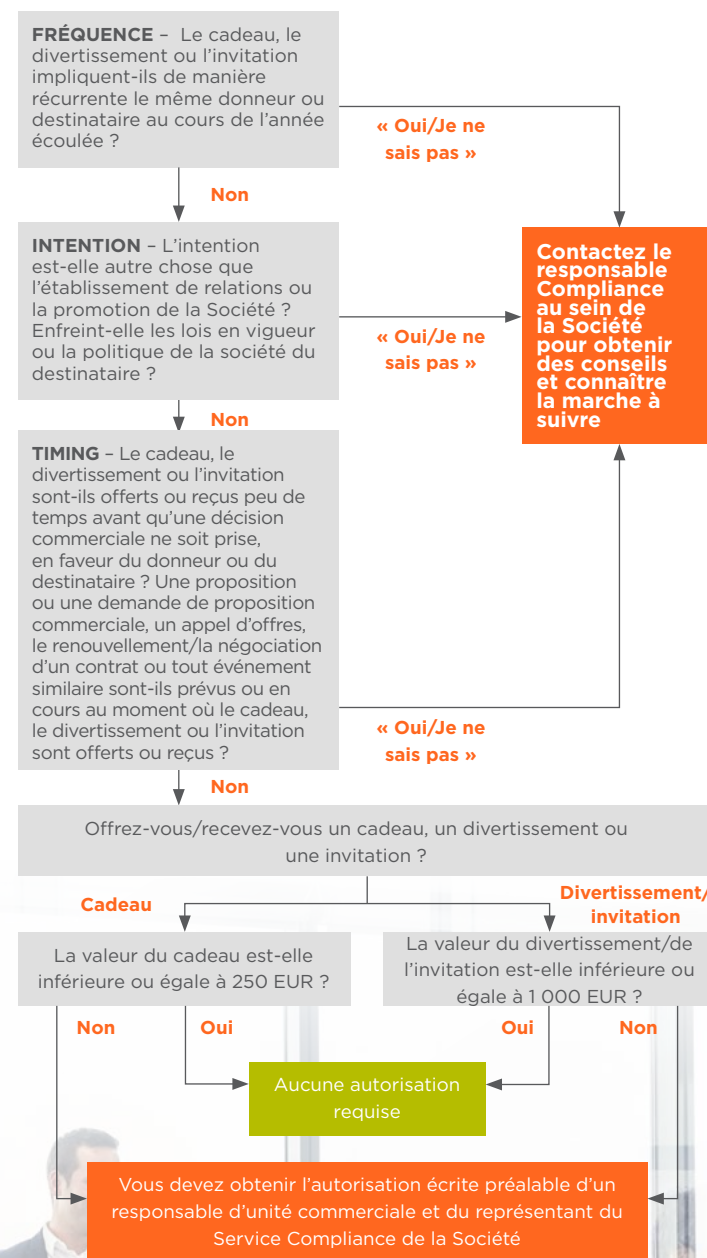 FRÉQUENCE – Le cadeau, le
divertissement ou l’invitation
impliquent-ils de manière
récurrente le même donneur ou
destinataire au cours de l’année
écoulée ?
« Oui/Je ne
sais pas »
Non
INTENTION – L’intention
est-elle autre chose que
l’établissement de relations ou
la promotion de la Société ?
Enfreint-elle les lois en vigueur
ou la politique de la société du
destinataire ?
« Oui/Je ne
sais pas »
Contactez le
responsable
Compliance
au sein de
la Société
pour obtenir
des conseils
et connaître
la marche à
suivre
Non
TIMING – Le cadeau, le
divertissement ou l’invitation
sont-ils offerts ou reçus peu de
temps avant qu’une décision
commerciale ne soit prise,
en faveur du donneur ou du
destinataire ? Une proposition
ou une demande de proposition
commerciale, un appel d’offres,
le renouvellement/la négociation
d’un contrat ou tout événement
similaire sont-ils prévus ou en
cours au moment où le cadeau,
le divertissement ou l’invitation
sont offerts ou reçus ?
« Oui/Je ne
sais pas »
Non
Offrez-vous/recevez-vous un cadeau, un divertissement ou
une invitation ?
Cadeau
Divertissement/
invitation
La valeur du cadeau est-elle
inférieure ou égale à 250 EUR ?
La valeur du divertissement/de
l’invitation est-elle inférieure ou
égale à 1 000 EUR ?
Non
Oui
Oui
Non
Aucune autorisation
requise
Vous devez obtenir l’autorisation écrite préalable d’un
responsable d’unité commerciale et du représentant du
Service Compliance de la Société